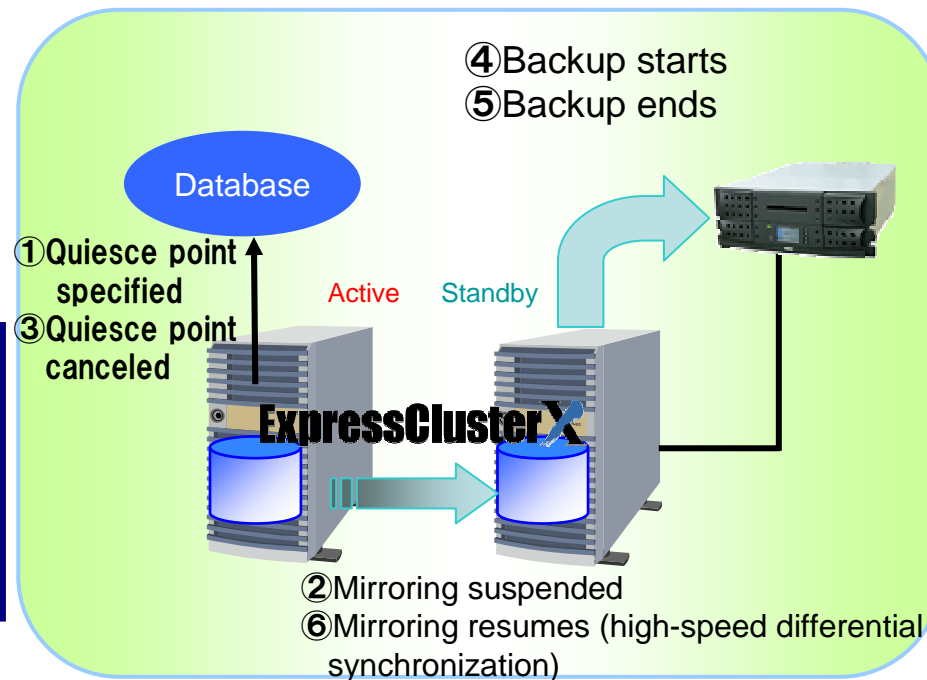 ④Backup starts
⑤Backup ends
Database
①Quiesce point
specified
③Quiesce point
canceled
Active
Standby
ExpressCluster X
②Mirroring suspended
⑥Mirroring resumes (high-speed differential
synchronization)